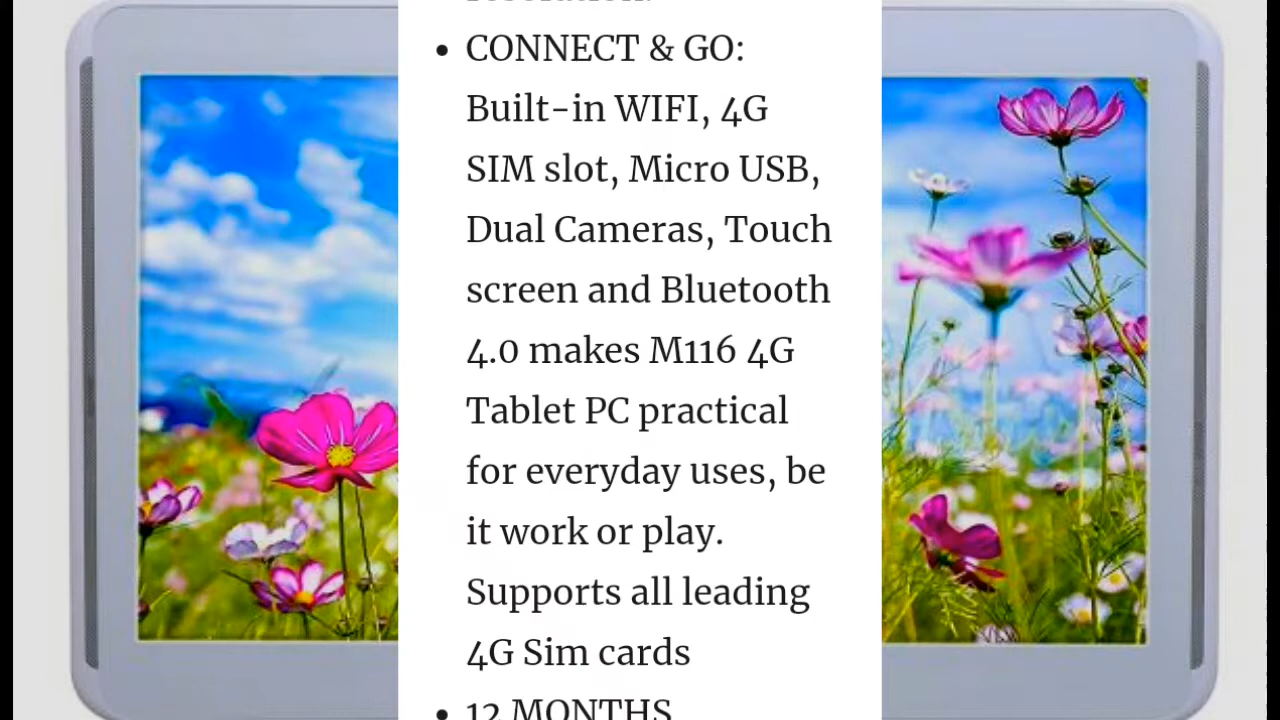 • CONNECT & GO:
Built-in WIFI, 4G
SIM slot, Micro USB,
Dual Cameras, Touch
screen and Bluetooth
4.0 makes M116 4G
Tablet PC practical
for everyday uses, be
it work or play.
Supports all leading
4G Sim cards
• 12 MONTHS